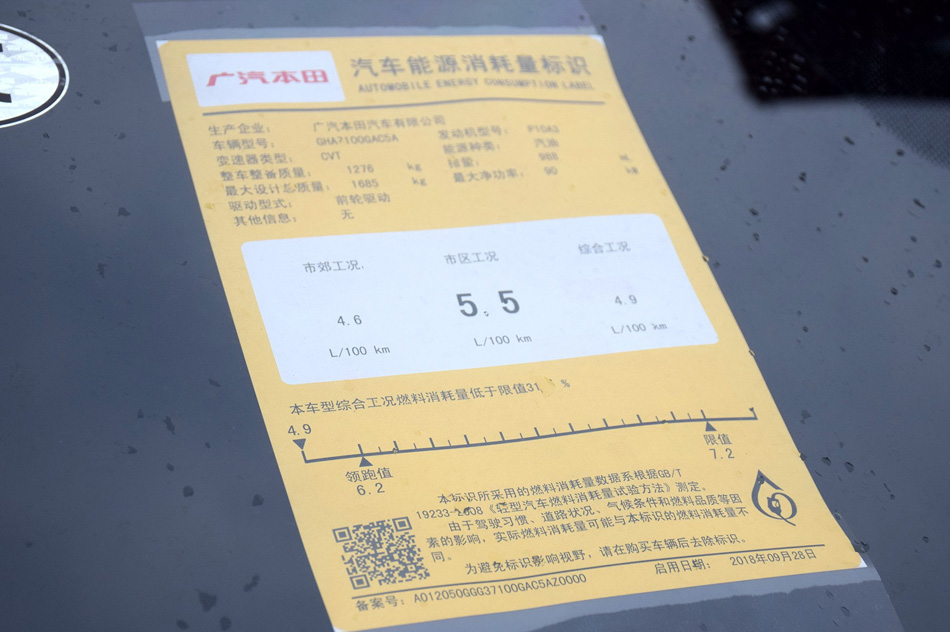 广汽本田
汽车能源消耗量标识
AUTOMOBILE ENERGY CONSUMPTION LABEL
生产企业: 广汽本田汽车有限公司
车辆型号: GHA7100GAC5A 发动机型号: P10A3
变速器类型: CVT 能源种类: 汽油
整车整备质量: 1276 kg 排量: 988 mL
最大设计总质量: 1685 kg 最大净功率: 90 kW
驱动型式: 前轮驱动
其他信息: 无
市郊工况 市区工况 综合工况
4.6 5.5 4.9
L/100 km L/100 km L/100 km
本车型综合工况燃料消耗量低于限值31 %
4.9
领跑值 限值
6.2 7.2
本标识所采用的燃料消耗量数据系根据GB/T
19233-2008《轻型汽车燃料消耗量试验方法》测定。
由于驾驶习惯、道路状况、气候条件和燃料品质等因
素的影响,实际燃料消耗量可能与本标识的燃料消耗量不
同。
为避免标识影响视野,请在购买车辆后去除标识。
备案号: A012050GGG37100GAC5AZ0000 启用日期: 2018年09月28日